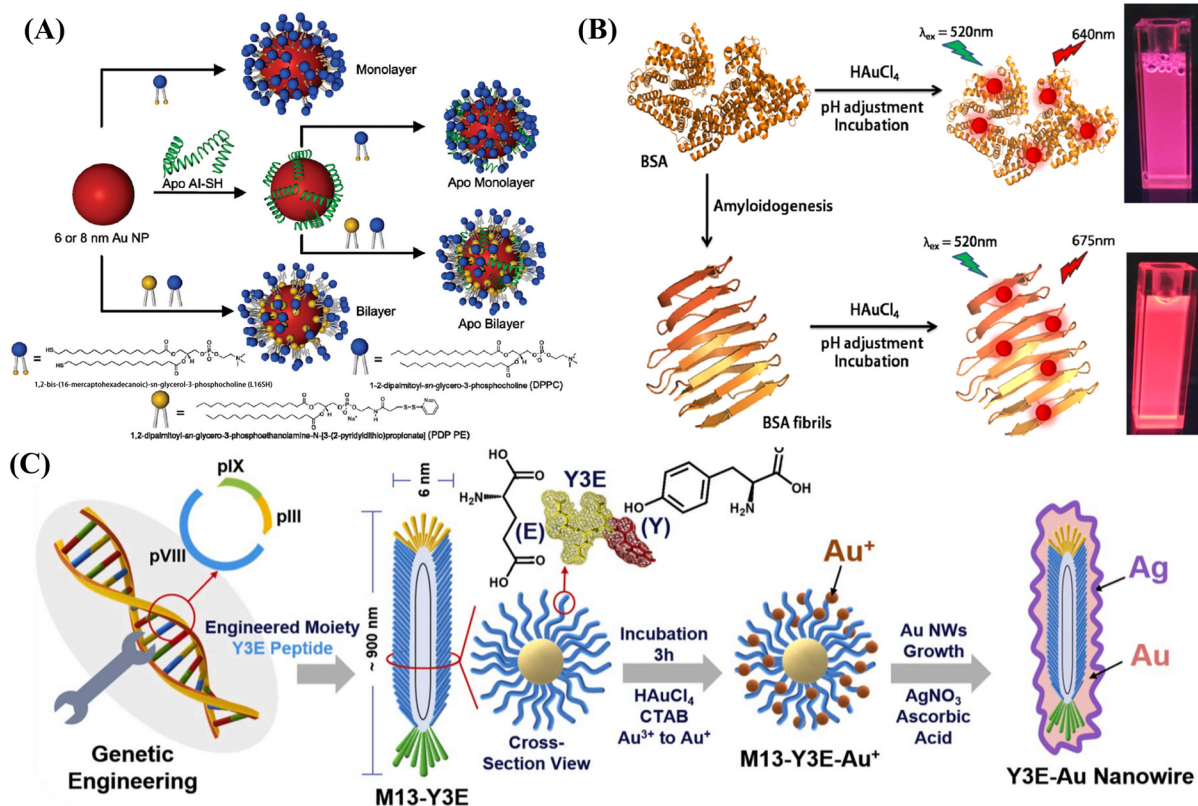 (A)
Monolayer
Apo AI-SH
6 or 8 nm Au NP
Apo Monolayer
Bilayer
Apo Bilayer
=
HS
HS
1,2-bis-(16-mercaptohexadecanoic)-sn-glycerol-3-phosphocholine (L16SH)
=
1-2-dipalmitoyl-sn-glycero-3-phosphocholine (DPPC)
=
1,2-dipalmitoyl-sn-glycero-3-phosphoethanolamine-N-[3-(2-pyridyldithio)propionate] (PDP PE)
(B)
BSA
HAuCl4
pH adjustment
Incubation
λex = 520nm
640nm
Amyloidogenesis
BSA fibrils
HAuCl4
pH adjustment
Incubation
λex = 520nm
675nm
(C)
pIX
pIII
pVIII
Genetic
Engineering
Engineered Moiety
Y3E Peptide
6 nm
~ 900 nm
M13-Y3E
HO
O
H2N
(E)
O
OH
Y3E
(Y)
HO
O
OH
NH2
Cross-
Section View
Incubation
3h
HAuCl4
CTAB
Au3+ to Au+
Au+
M13-Y3E-Au+
Au NWs
Growth
AgNO3
Ascorbic
Acid
Ag
Au
Y3E-Au Nanowire